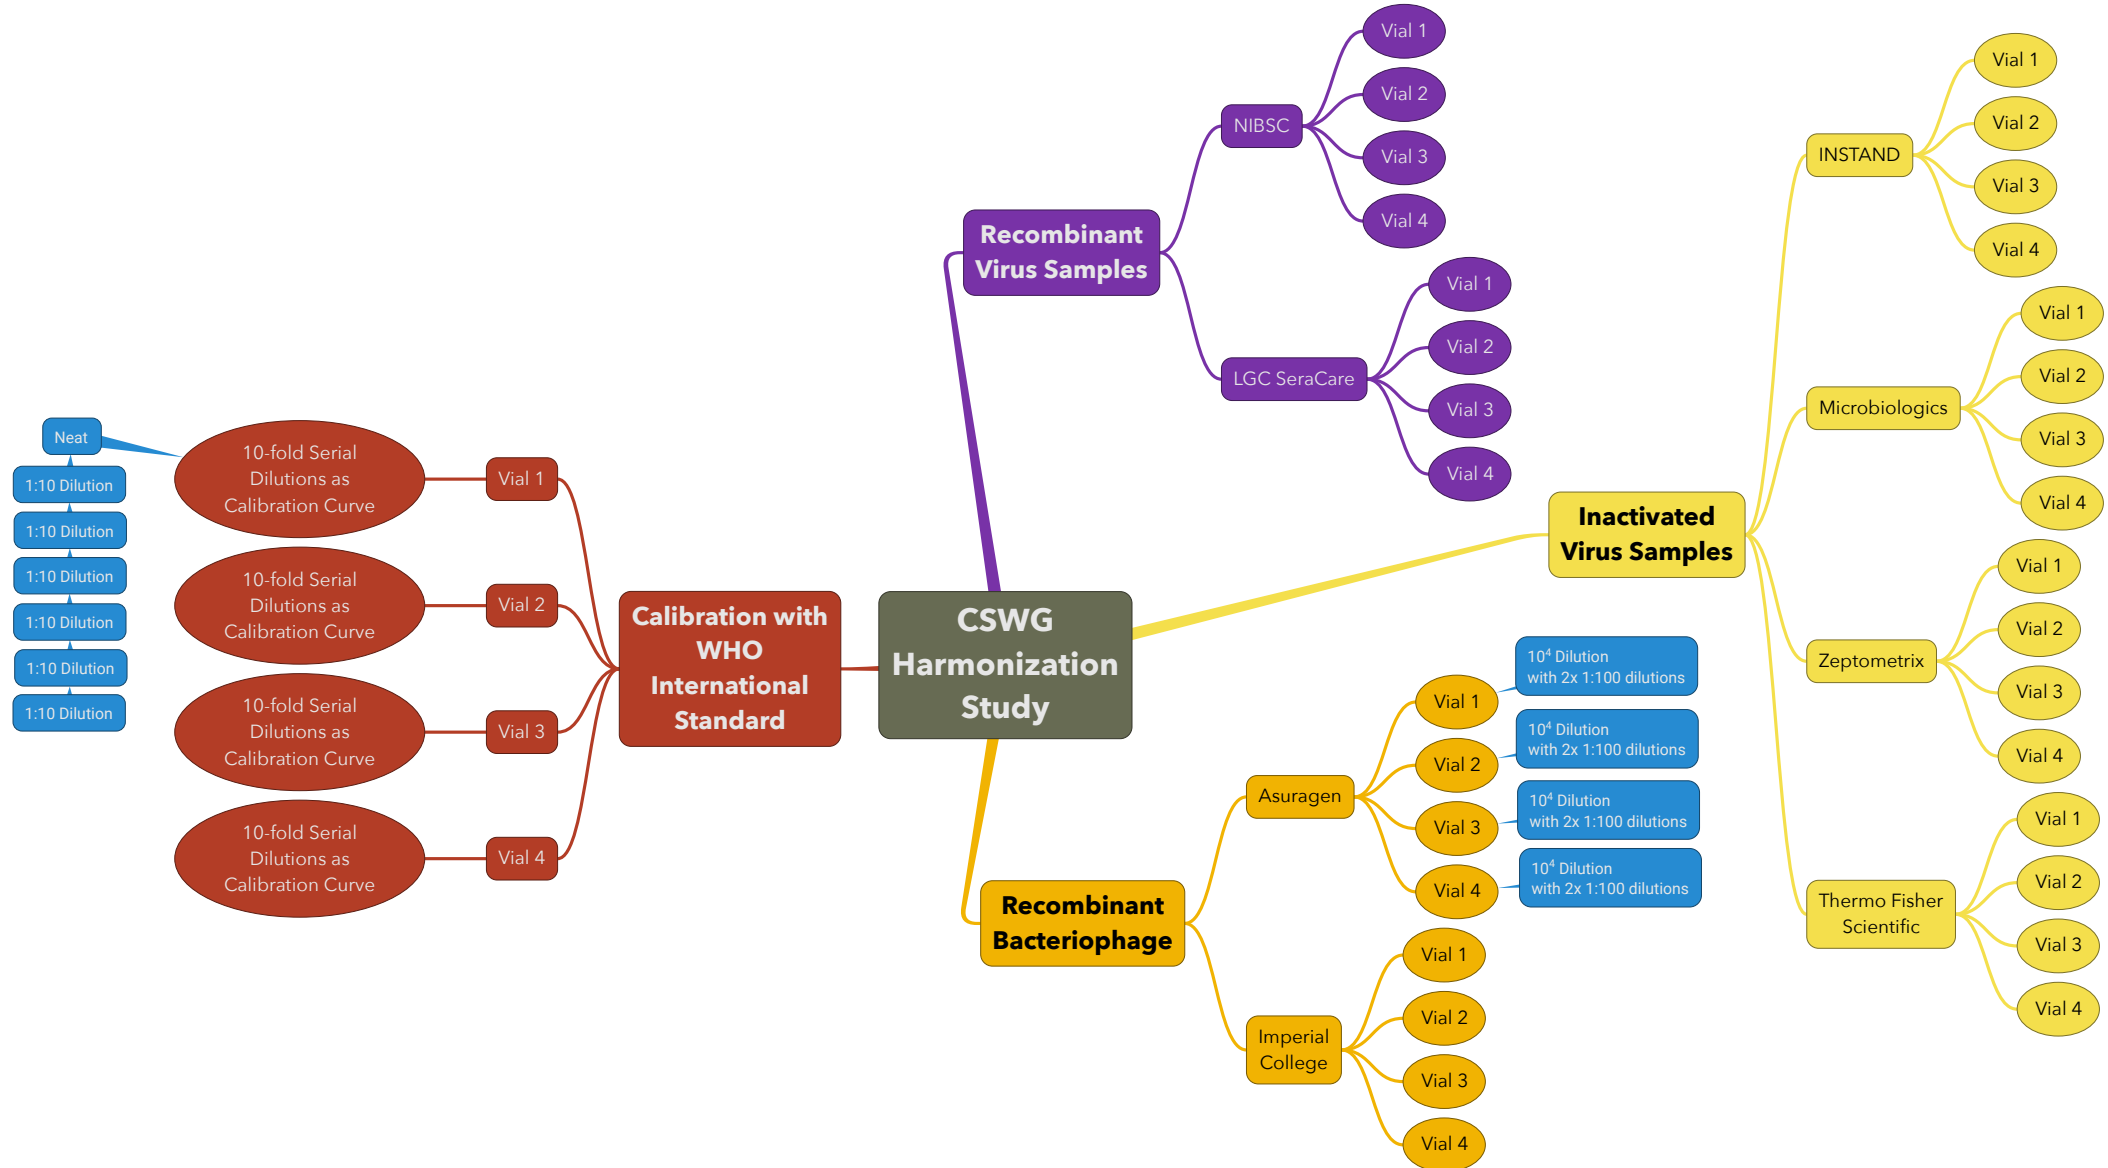 CSWG
Harmonization
Study
Calibration with
WHO
International
Standard
Vial 1
10-fold Serial
Dilutions as
Calibration Curve
Neat
1:10 Dilution
1:10 Dilution
1:10 Dilution
1:10 Dilution
1:10 Dilution
1:10 Dilution
Vial 2
10-fold Serial
Dilutions as
Calibration Curve
Vial 3
10-fold Serial
Dilutions as
Calibration Curve
Vial 4
10-fold Serial
Dilutions as
Calibration Curve
Recombinant
Virus Samples
NIBSC
Vial 1
Vial 2
Vial 3
Vial 4
LGC SeraCare
Vial 1
Vial 2
Vial 3
Vial 4
Inactivated
Virus Samples
INSTAND
Vial 1
Vial 2
Vial 3
Vial 4
Microbiologics
Vial 1
Vial 2
Vial 3
Vial 4
Zeptometrix
Vial 1
Vial 2
Vial 3
Vial 4
Thermo Fisher
Scientific
Vial 1
Vial 2
Vial 3
Vial 4
Recombinant
Bacteriophage
Asuragen
Vial 1
10⁴ Dilution
with 2x 1:100 dilutions
Vial 2
10⁴ Dilution
with 2x 1:100 dilutions
Vial 3
10⁴ Dilution
with 2x 1:100 dilutions
Vial 4
10⁴ Dilution
with 2x 1:100 dilutions
Imperial
College
Vial 1
Vial 2
Vial 3
Vial 4